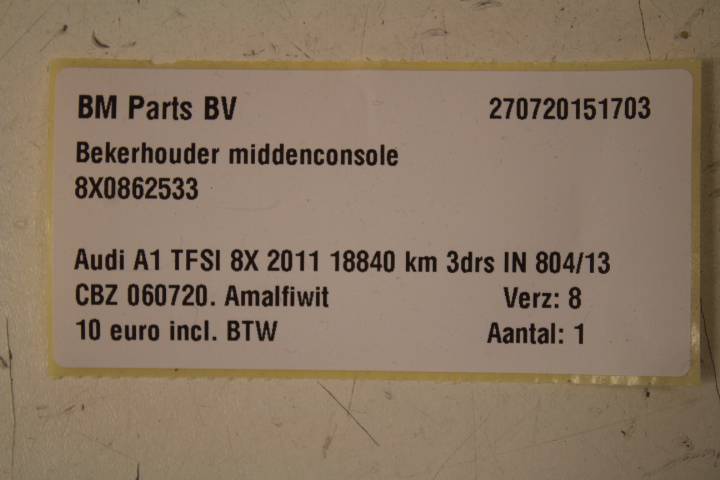 BM Parts BV 270720151703
Bekerhouder middenconsole
8X0862533
Audi A1 TFSI 8X 2011 18840 km 3drs IN 804/13
CBZ 060720. Amalfiwit Verz: 8
10 euro incl. BTW Aantal: 1